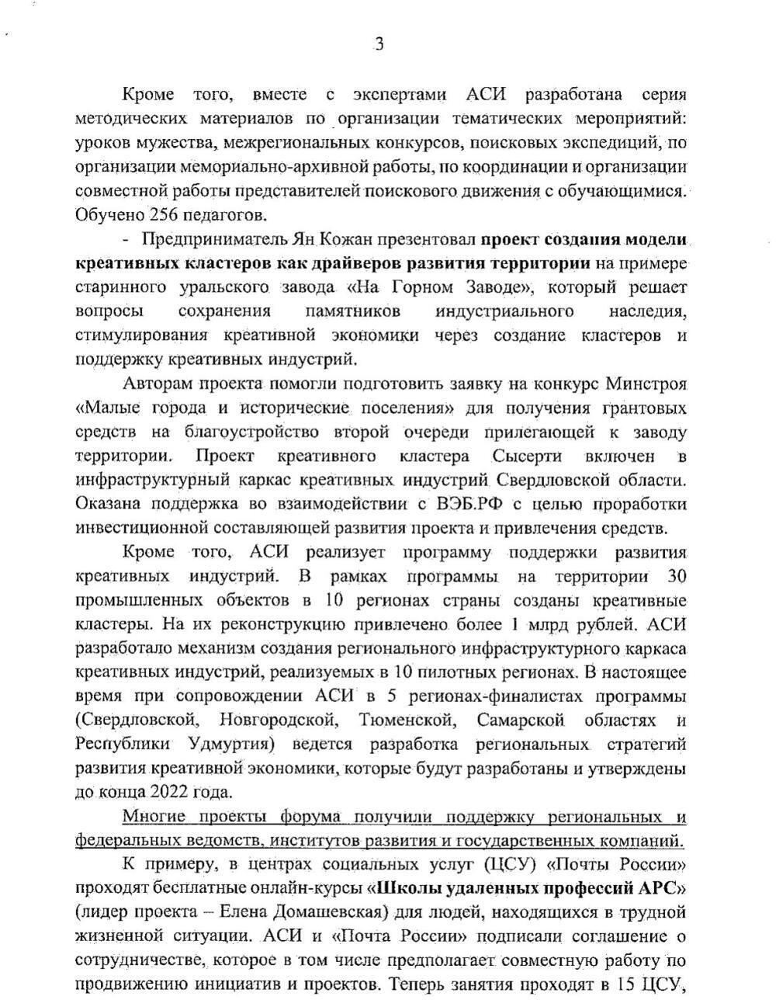 3
Кроме того, вместе с экспертами АСИ разработана серия
методических материалов по организации тематических мероприятий:
уроков мужества, межрегиональных конкурсов, поисковых экспедиций, по
организации мемориально-архивной работы, по координации и организации
совместной работы представителей поискового движения с обучающимися.
Обучено 256 педагогов.
- Предприниматель Ян Кожан презентовал проект создания модели
креативных кластеров как драйверов развития территории на примере
старинного уральского завода «На Горном Заводе», который решает
вопросы сохранения памятников индустриального наследия,
стимулирования креативной экономики через создание кластеров и
поддержку креативных индустрий.
Авторам проекта помогли подготовить заявку на конкурс Минстроя
«Малые города и исторические поселения» для получения грантовых
средств на благоустройство второй очереди прилегающей к заводу
территории. Проект креативного кластера Сысерти включен в
инфраструктурный каркас креативных индустрий Свердловской области.
Оказана поддержка во взаимодействии с ВЭБ.РФ с целью проработки
инвестиционной составляющей развития проекта и привлечения средств.
Кроме того, АСИ реализует программу поддержки развития
креативных индустрий. В рамках программы на территории 30
промышленных объектов в 10 регионах страны созданы креативные
кластеры. На их реконструкцию привлечено более 1 млрд рублей. АСИ
разработало механизм создания регионального инфраструктурного каркаса
креативных индустрий, реализуемых в 10 пилотных регионах. В настоящее
время при сопровождении АСИ в 5 регионах-финалистах программы
(Свердловской, Новгородской, Тюменской, Самарской областях и
Республики Удмуртия) ведется разработка региональных стратегий
развития креативной экономики, которые будут разработаны и утверждены
до конца 2022 года.
Многие проекты форума получили поддержку региональных и
федеральных ведомств, институтов развития и государственных компаний.
К примеру, в центрах социальных услуг (ЦСУ) «Почты России»
проходят бесплатные онлайн-курсы «Школы удаленных профессий АРС»
(лидер проекта – Елена Домашевская) для людей, находящихся в трудной
жизненной ситуации. АСИ и «Почта России» подписали соглашение о
сотрудничестве, которое в том числе предполагает совместную работу по
продвижению инициатив и проектов. Теперь занятия проходят в 15 ЦСУ,